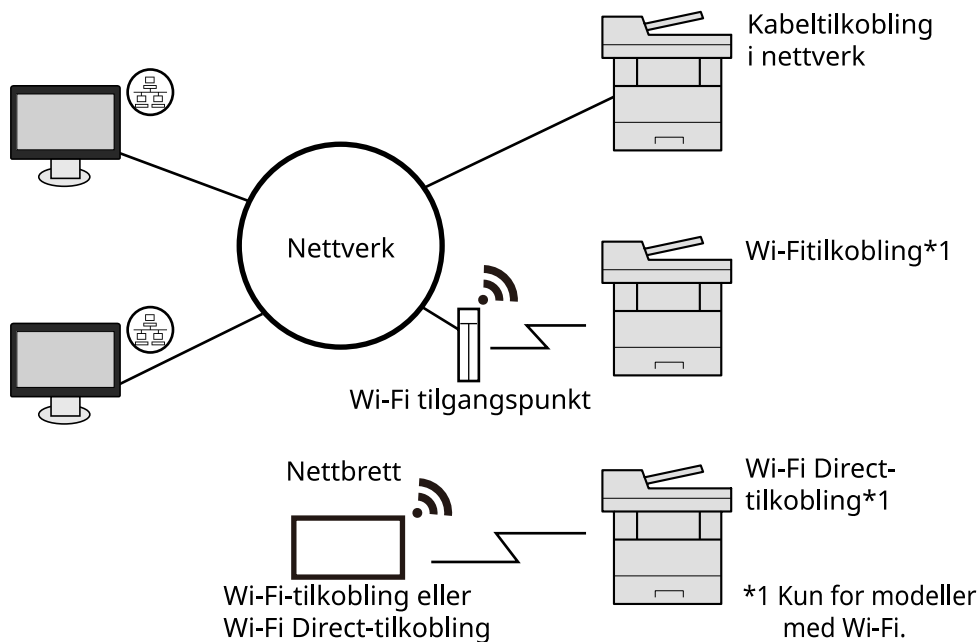 Kabeltilkobling
i nettverk
Nettverk
Wi-Fitilkobling*1
Wi-Fi tilgangspunkt
Nettbrett
Wi-Fi Direct-
tilkobling*1
Wi-Fi-tilkobling eller
Wi-Fi Direct-tilkobling
*1 Kun for modeller
med Wi-Fi.